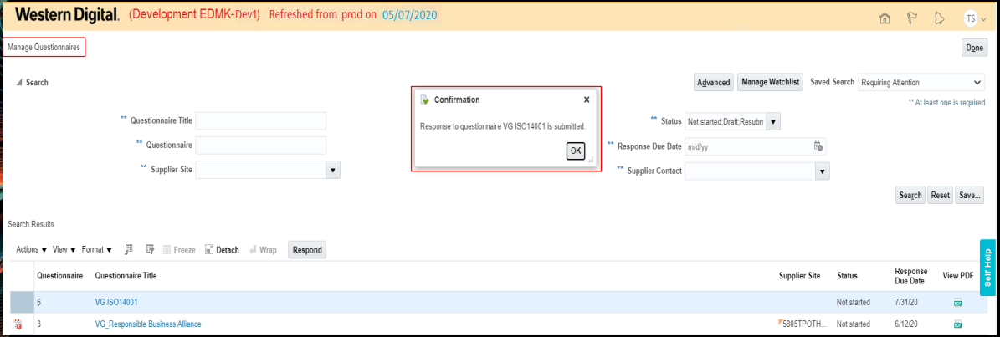 Western Digital. (Development EDMK-Dev1) Refreshed from prod on 05/07/2020
TS
Manage Questionnaires
Done
Search
Advanced Manage Watchlist Saved Search Requiring Attention
** At least one is required
** Questionnaire Title
** Questionnaire
** Supplier Site
Confirmation x
Response to questionnaire VG ISO14001 is submitted.
OK
** Status Not started;Draft;Resubm
** Response Due Date m/d/yy
** Supplier Contact
Search Reset Save...
Search Results
Actions View Format Freeze Detach Wrap Respond
Self Help
Questionnaire Questionnaire Title Supplier Site Status Response Due Date View PDF
6 VG ISO14001 Not started 7/31/20
3 VG_Responsible Business Alliance 5805TPOTH... Not started 6/12/20